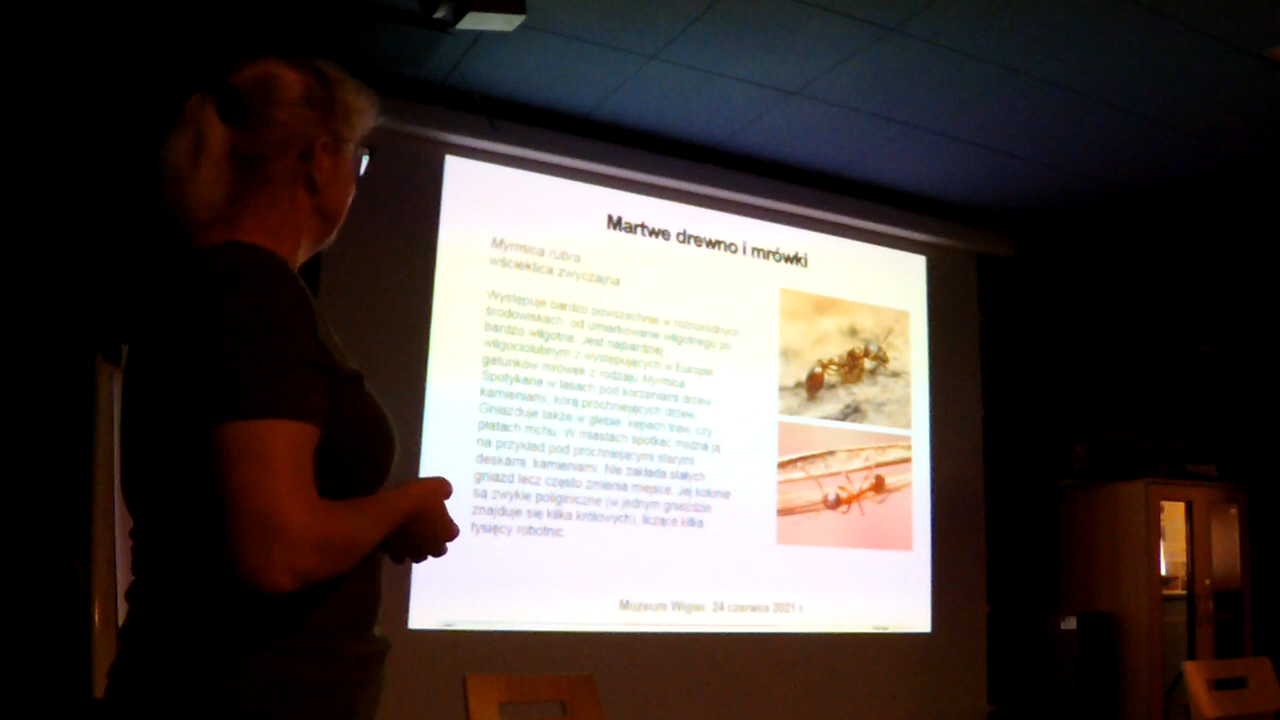 Martwe drewno i mrówki
Myrmica rubra
wścieklica zwyczajna
Występuje bardzo powszechnie w różnorodnych
środowiskach: od umiarkowanie wilgotnego po
bardzo wilgotne. Jest najbardziej
wilgociolubnym z występujących w Europie
gatunków mrówek z rodzaju Myrmica.
Spotykana w lasach pod korzeniami drzew,
kamieniami, korą próchniejących drzew.
Gniazduje także w glebie, kępach traw, czy
płatach mchu. W miastach spotkać można ją
na przykład pod próchniejącymi starymi
deskami, kamieniami. Nie zakłada stałych
gniazd lecz często zmienia miejsce. Jej kolonie
są zwykle poliginiczne (w jednym gnieździe
znajduje się kilka królowych), liczące kilka
tysięcy robotnic.
Muzeum Wigier, 24 czerwca 2021 r.